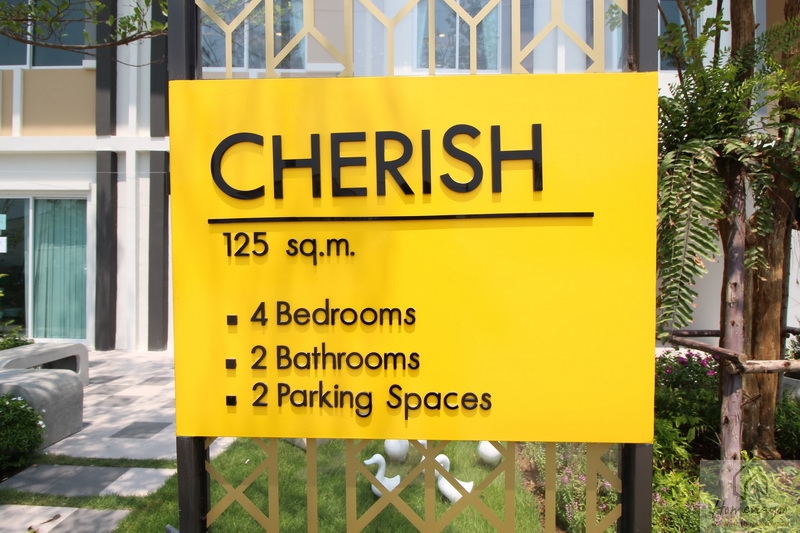 CHERISH
125 sq.m.
4 Bedrooms
2 Bathrooms
2 Parking Spaces